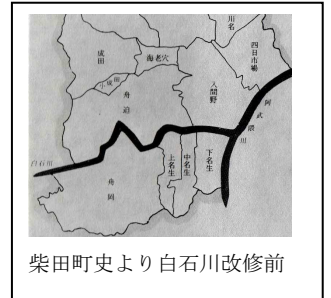 川名
四日市場
成田
海老穴
小成田
入間野
舟迫
阿武隈川
白石川
上名生
中名生
下名生
舟岡
柴田町史より白石川改修前